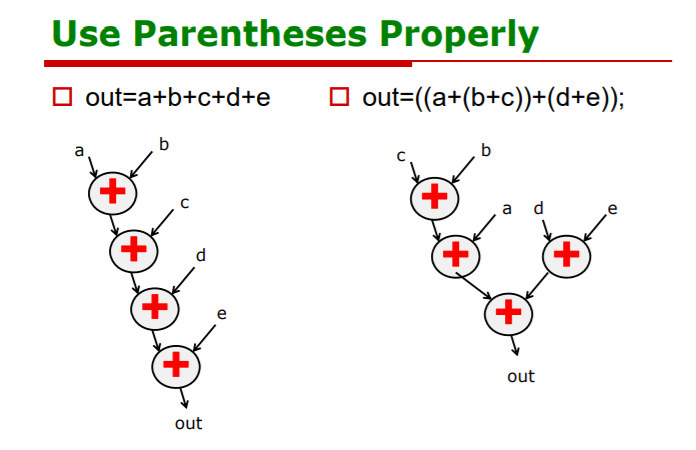 Use Parentheses Properly
out=a+b+c+d+e
out=((a+(b+c))+(d+e));
a
b
+
c
+
d
+
e
+
out
c
b
+
a
d
e
+
+
+
out